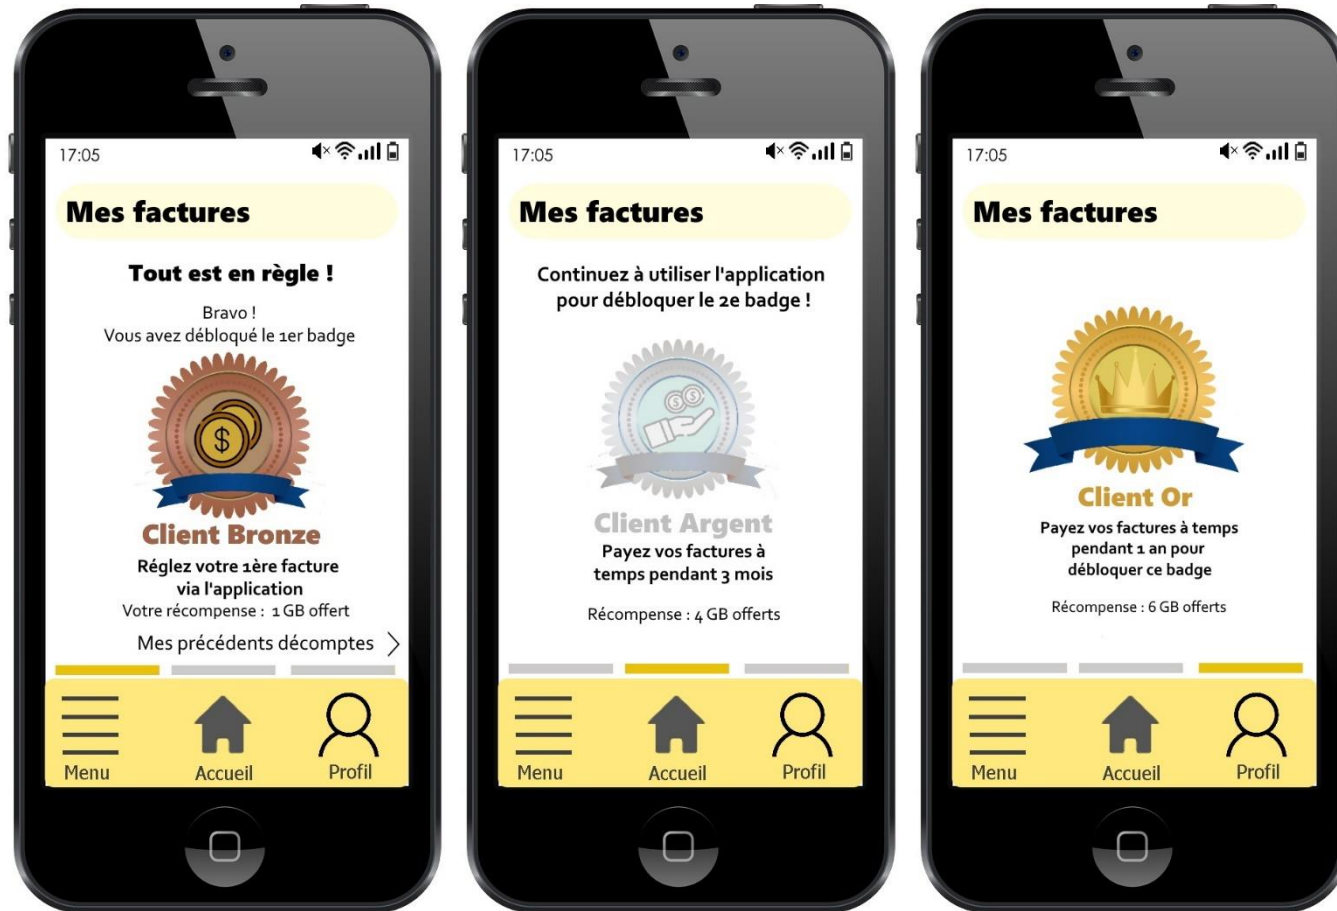 17:05
Mes factures
Tout est en règle !
Bravo !
Vous avez débloqué le 1er badge
$
Client Bronze
Réglez votre 1ère facture
via l'application
Votre récompense : 1 GB offert
Mes précédents décomptes
Menu
Accueil
Profil
17:05
Mes factures
Continuez à utiliser l'application
pour débloquer le 2e badge !
$ $
Client Argent
Payez vos factures à
temps pendant 3 mois
Récompense : 4 GB offerts
Menu
Accueil
Profil
17:05
Mes factures
Client Or
Payez vos factures à temps
pendant 1 an pour
débloquer ce badge
Récompense : 6 GB offerts
Menu
Accueil
Profil